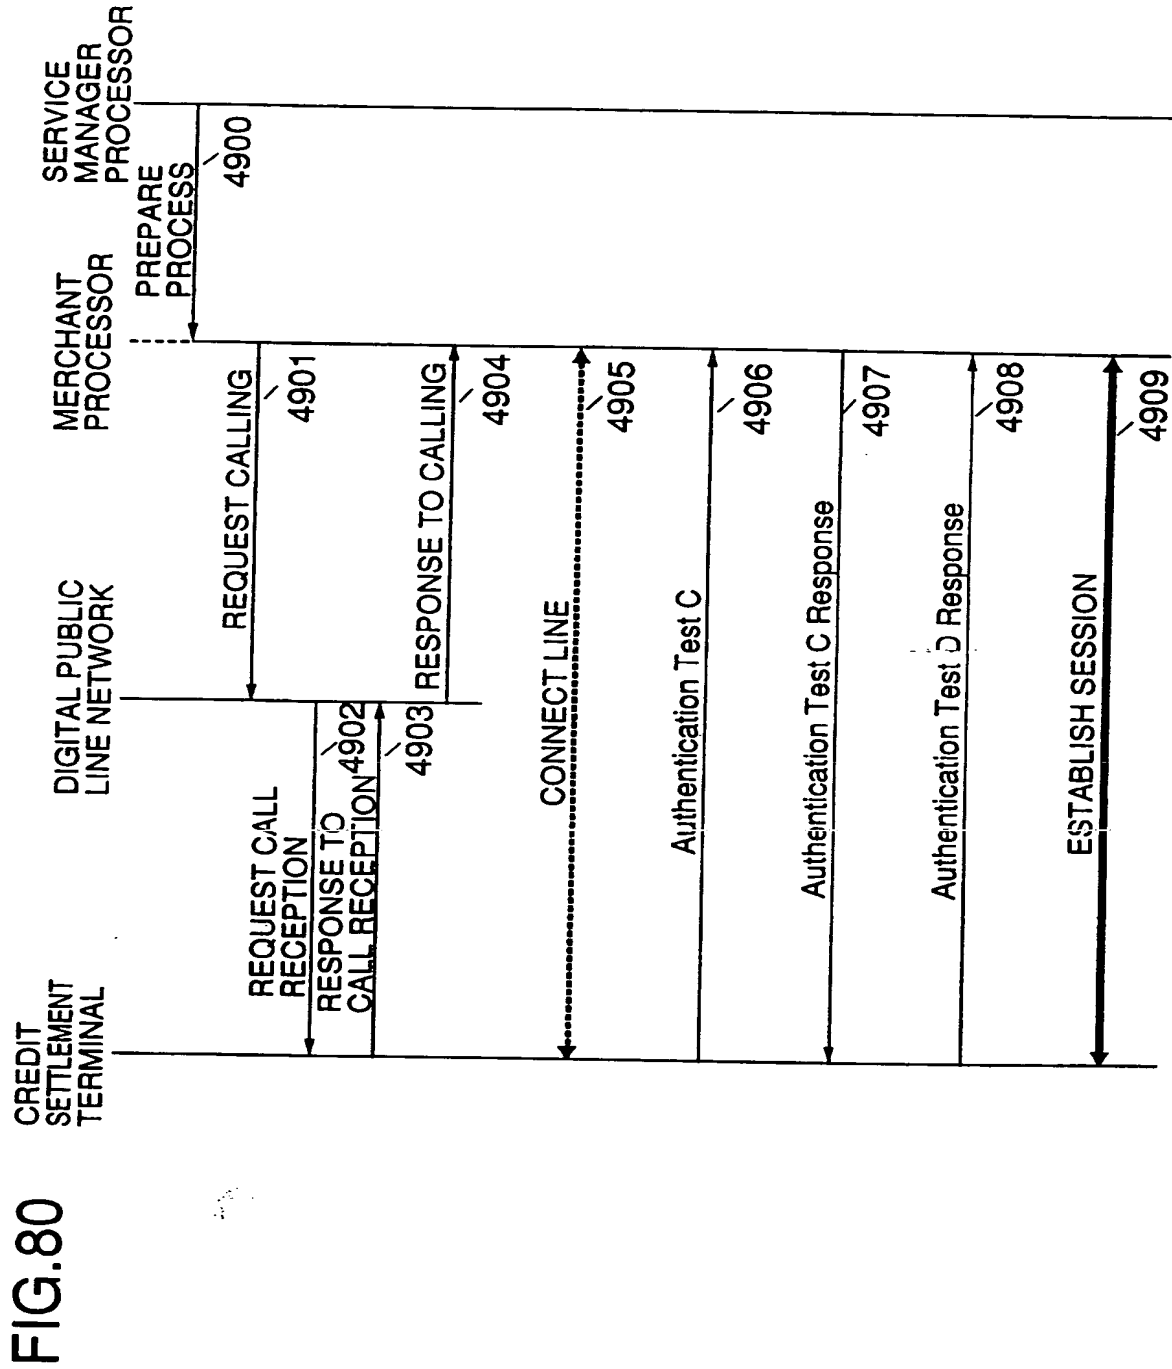 FIG.80
CREDIT
SETTLEMENT
TERMINAL
DIGITAL PUBLIC
LINE NETWORK
MERCHANT
PROCESSOR
SERVICE
MANAGER
PROCESSOR
PREPARE
PROCESS
4900
REQUEST CALLING
4901
REQUEST CALL
RECEPTION
4902
RESPONSE TO
CALL RECEPTION
4903
RESPONSE TO CALLING
4904
CONNECT LINE
4905
Authentication Test C
4906
Authentication Test C Response
4907
Authentication Test D Response
4908
ESTABLISH SESSION
4909